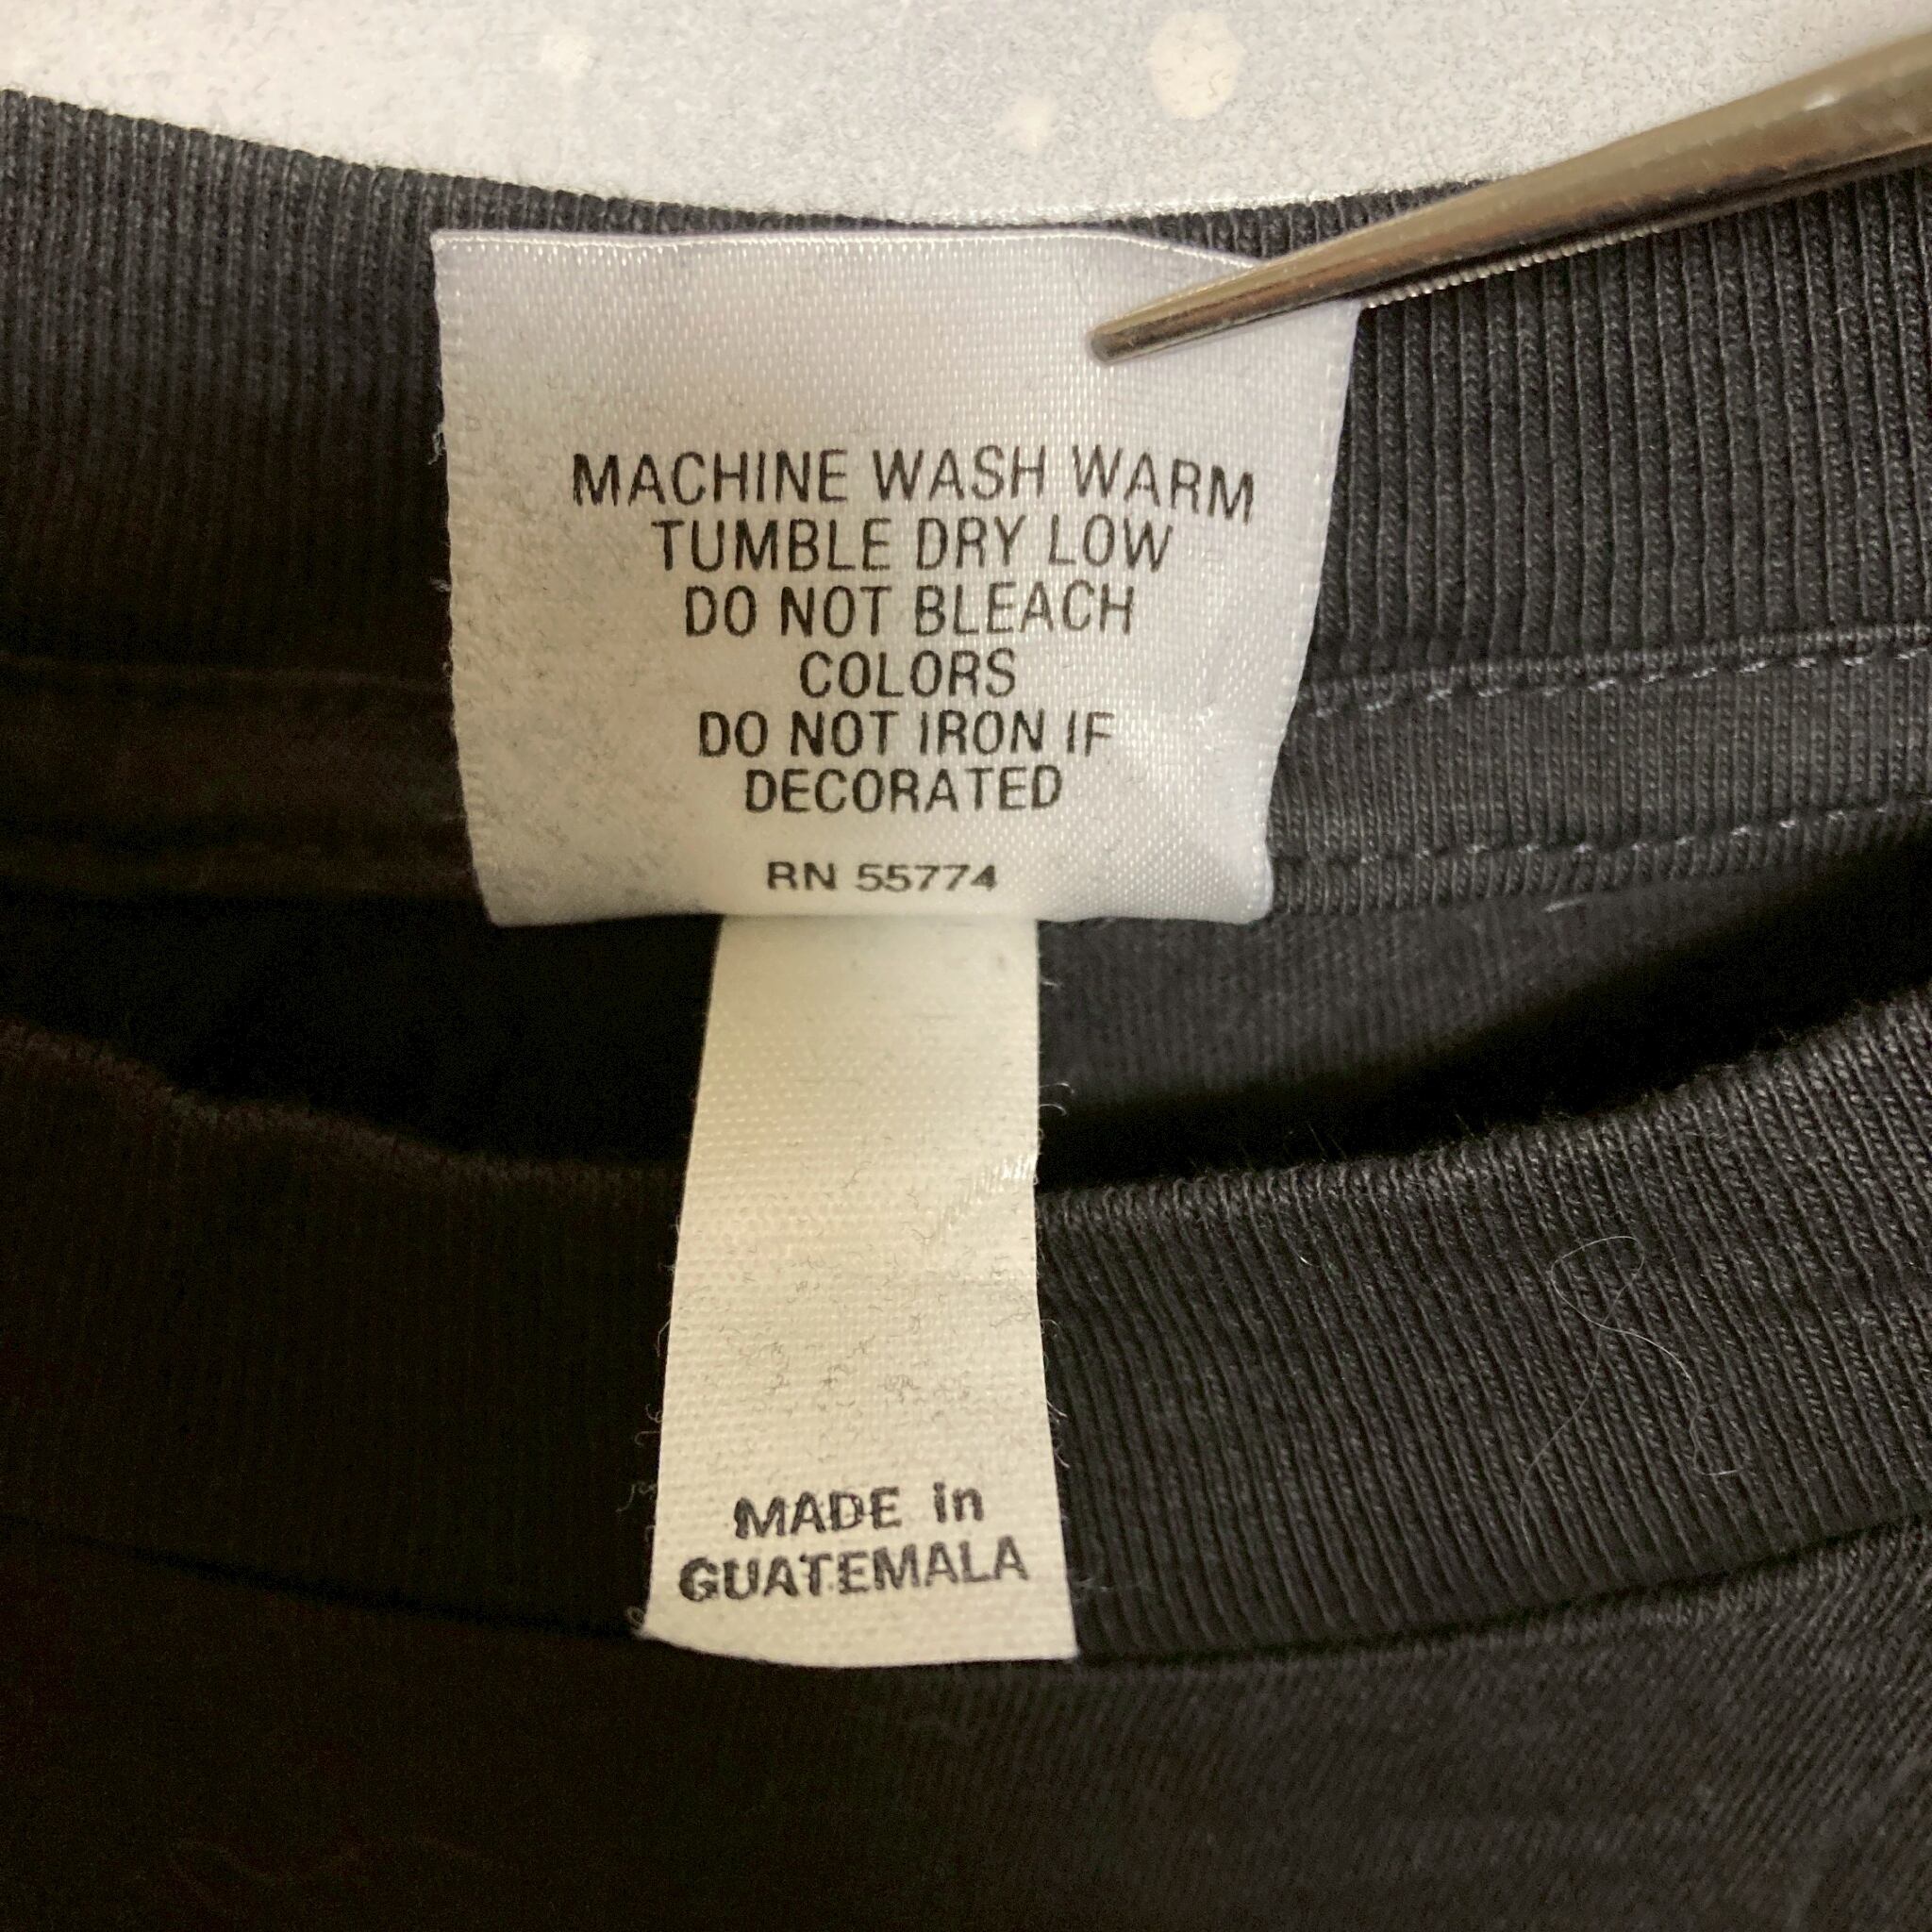 MACHINE WASH WARM
TUMBLE DRY LOW
DO NOT BLEACH
COLORS
DO NOT IRON IF
DECORATED
RN 55774
MADE in
GUATEMALA